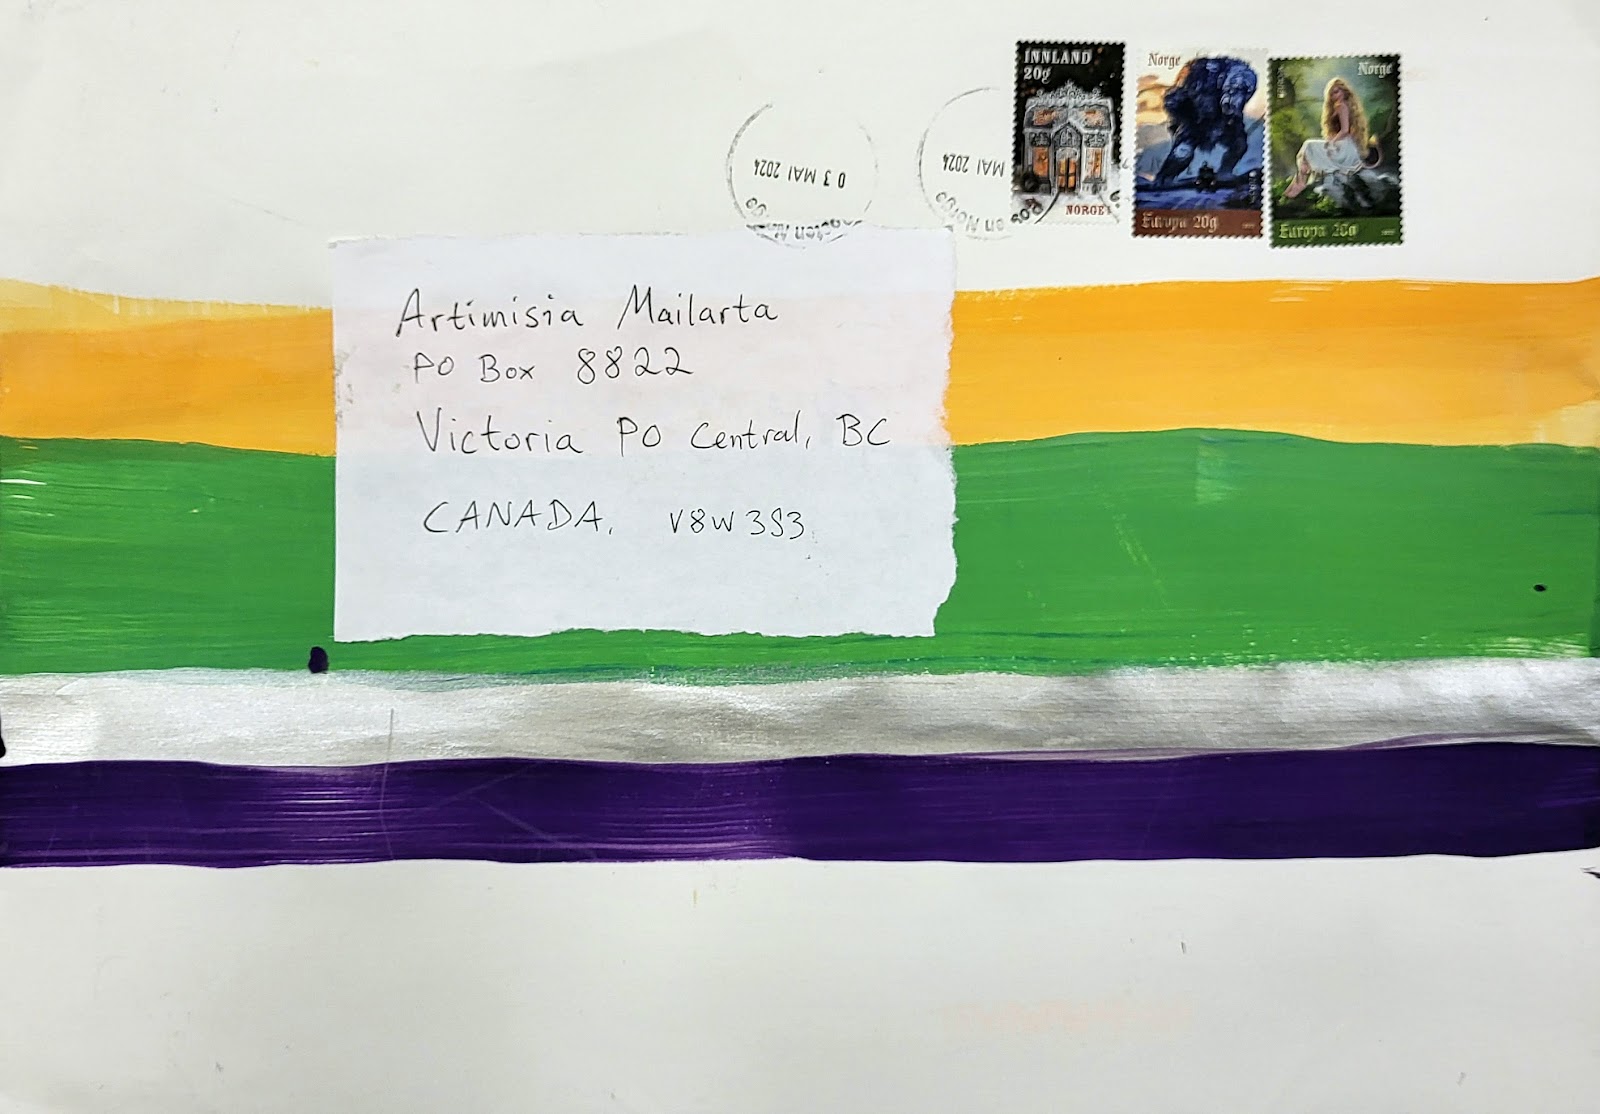 INNLAND
20g
NORGE
Norge
Europa 20g
Norge
Europa 20g
03 MAI 2024
MAI 2024
Artimisia Mailarta
PO Box 8822
Victoria PO Central, BC
CANADA. V8W 3S3